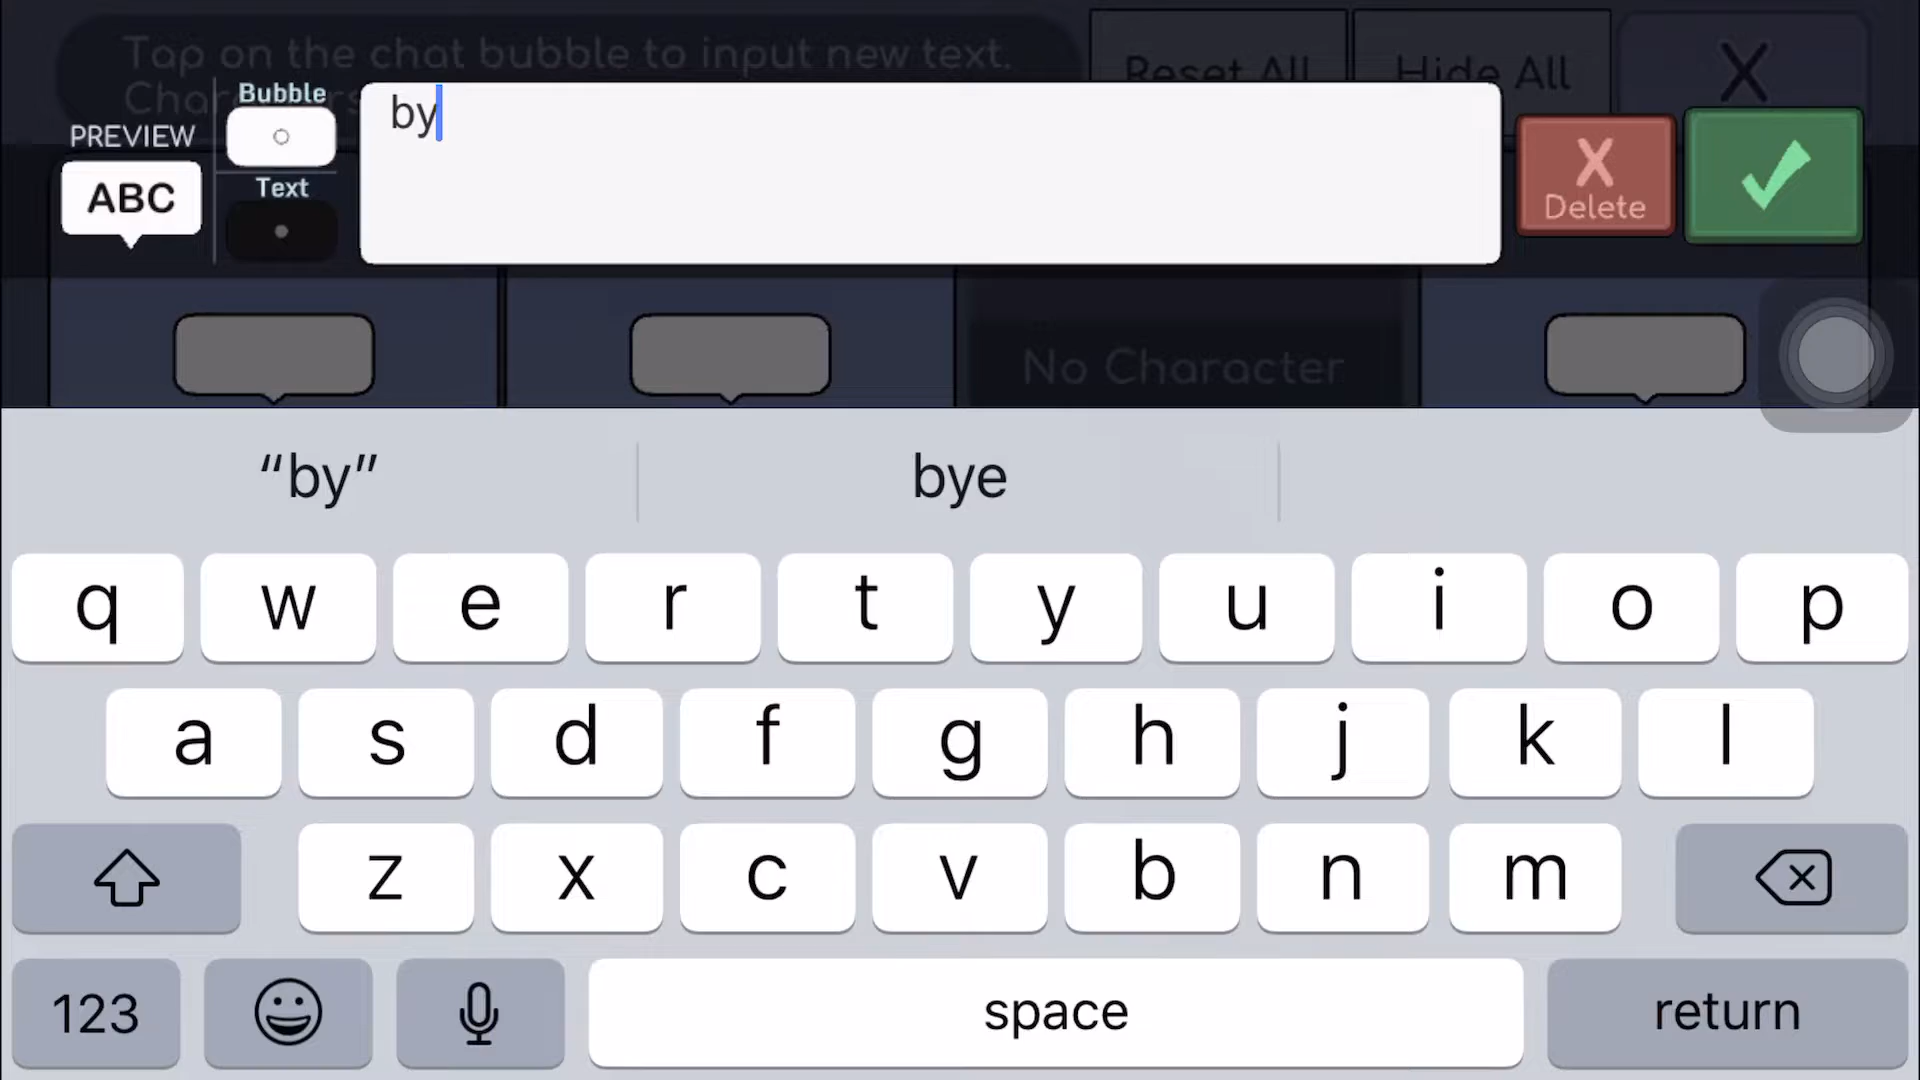 Tap on the chat bubble to input new text.
Reset All
Hide All
X
Bubble
PREVIEW
ABC
Text
by
X
Delete
No Character
“by”
bye
q w e r t y u i o p
a s d f g h j k l
z x c v b n m
123
space
return